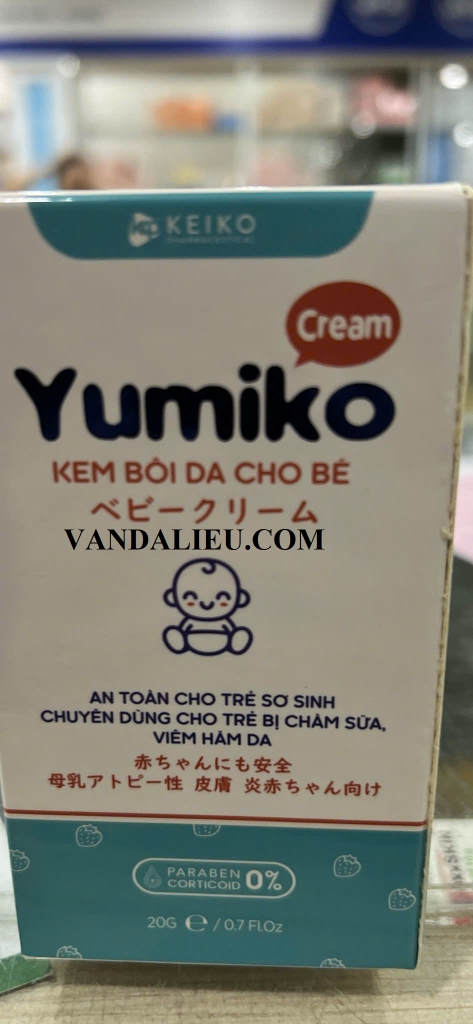 KEIKO
PHARMACEUTICAL
Cream
Yumiko
KEM BÔI DA CHO BÉ
ベビークリーム
VANDALIEU.COM
AN TOÀN CHO TRẺ SƠ SINH
CHUYÊN DÙNG CHO TRẺ BỊ CHÀM SỮA,
VIÊM HĂM DA
赤ちゃんにも安全
母乳アトピー性 皮膚 炎赤ちゃん向け
PARABEN
CORTICOID 0%
20G ℮ / 0.7 Fl.Oz